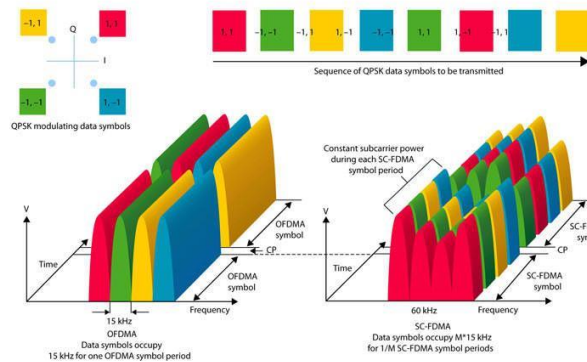 −1, 1
1, 1
Q
I
−1, −1
1, −1
QPSK modulating data symbols
1, 1
−1, −1
−1, 1
1, −1
−1, −1
1, 1
1, −1
−1, 1
Sequence of QPSK data symbols to be transmitted
Constant subcarrier power
during each SC-FDMA
symbol period
V
Time
OFDMA
symbol
CP
OFDMA
symbol
15 kHz
Frequency
OFDMA
Data symbols occupy
15 kHz for one OFDMA symbol period
V
Time
SC-F
sy
CP
SC-FDMA
symbol
60 kHz
Frequency
SC-FDMA
Data symbols occupy M*15 kHz
for 1/M SC-FDMA symbol periods